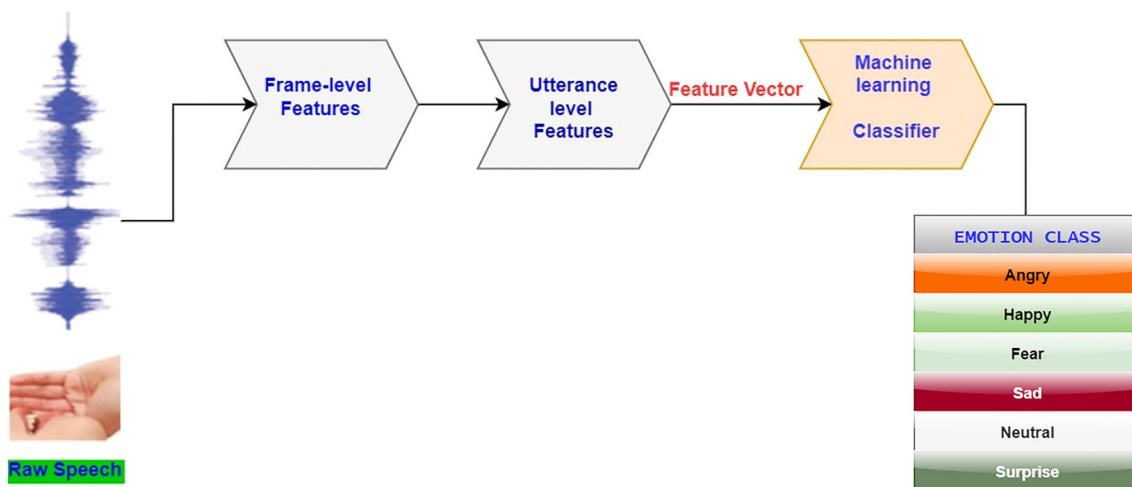 Frame-level
Features
Utterance
level
Features
Feature Vector
Machine
learning
Classifier
EMOTION CLASS
Angry
Happy
Fear
Sad
Neutral
Surprise
Raw Speech